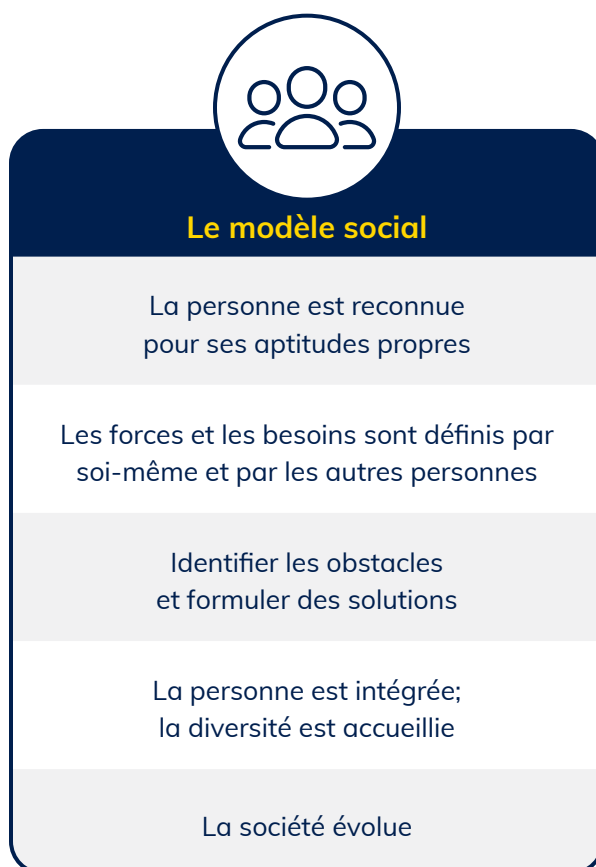 Le modèle social
La personne est reconnue
pour ses aptitudes propres
Les forces et les besoins sont définis par
soi-même et par les autres personnes
Identifier les obstacles
et formuler des solutions
La personne est intégrée;
la diversité est accueillie
La société évolue